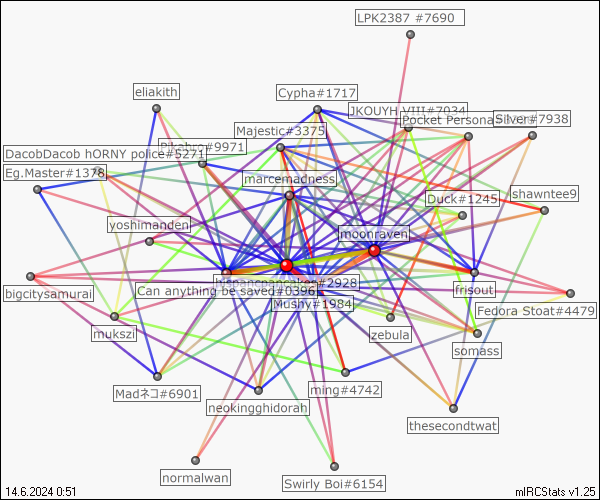 LPK2387 #7690
eliakith
Cypha#1717
JKOUYH VIII#7034
Pocket Persona
Silver#7938
Majestic#3375
#9971
DacobDacob hORNY police#5271
Eg.Master#1378
marcemadness
Duck#1245
shawntee9
yoshimanden
moonraven
#2928
bigcitysamurai
Can anything be saved#0396
frisout
Mushy#1984
Fedora Stoat#4479
mukszi
zebula
somass
Madネコ#6901
ming#4742
neokingghidorah
thesecondtwat
normalwan
Swirly Boi#6154
14.6.2024 0:51
mIRCStats v1.25